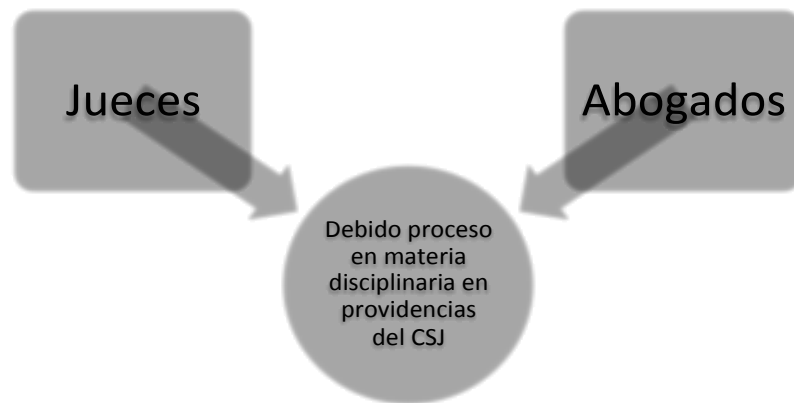 Jueces
Abogados
Debido proceso
en materia
disciplinaria en
providencias
del CSJ